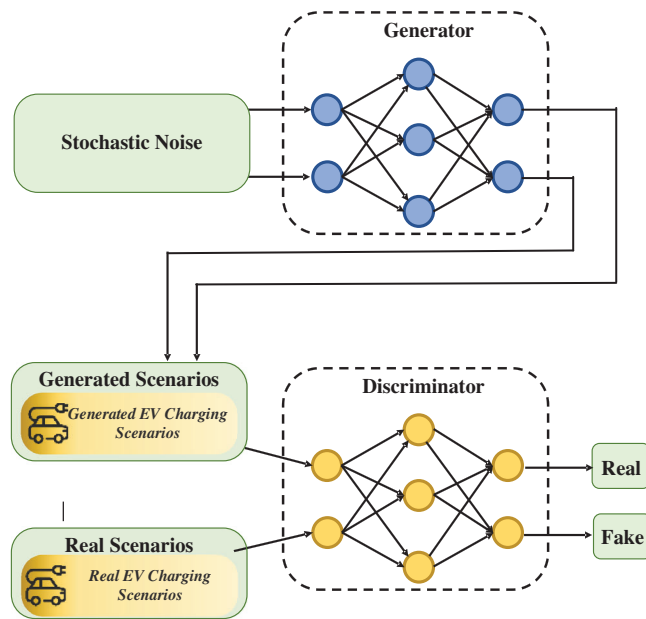 Generator
Stochastic Noise
Generated Scenarios
Generated EV Charging
Scenarios
Discriminator
Real
Fake
Real Scenarios
Real EV Charging
Scenarios